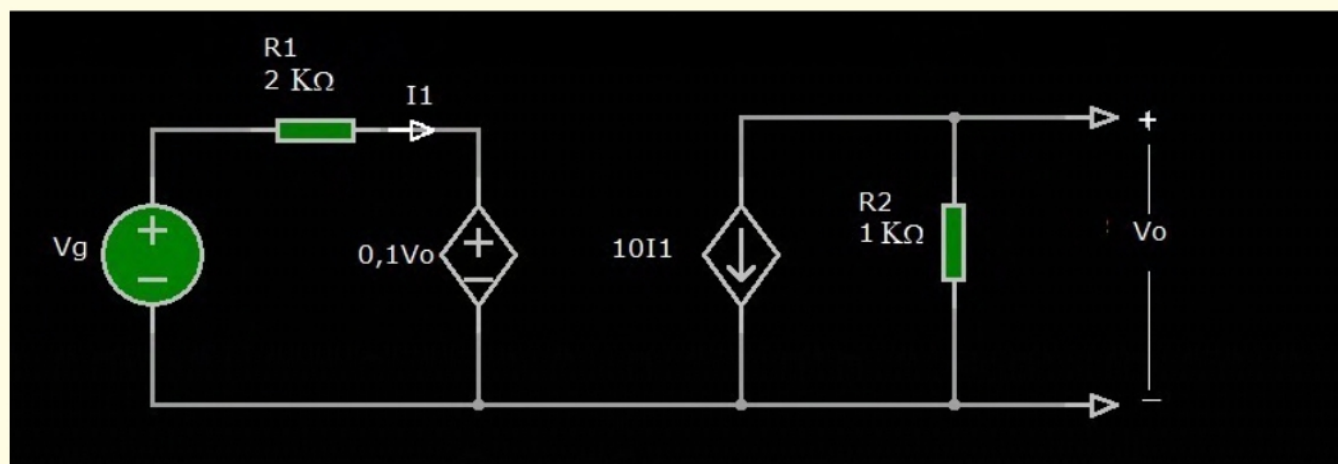 R1
2 KΩ
I1
+
Vg
+
−
0,1Vo
+
−
10I1
R2
1 KΩ
Vo
−